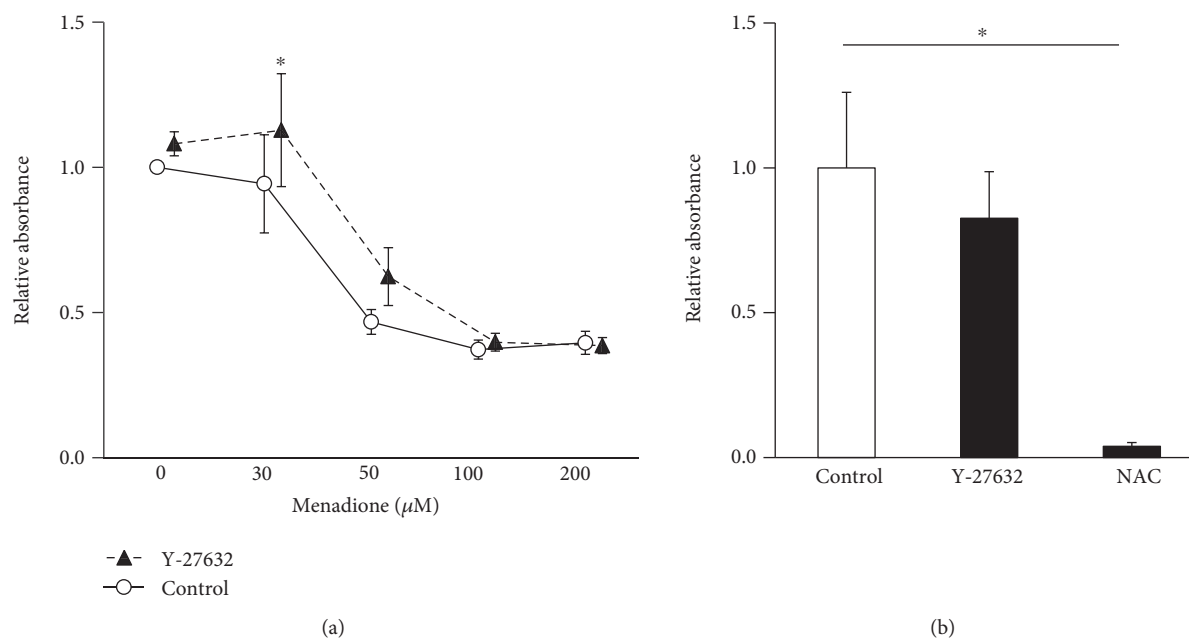 1.5
*
1.0
Relative absorbance
0.5
0.0
0
30
50
100
200
Menadione (μM)
Y-27632
Control
(a)
1.5
*
1.0
Relative absorbance
0.5
0.0
Control
Y-27632
NAC
(b)